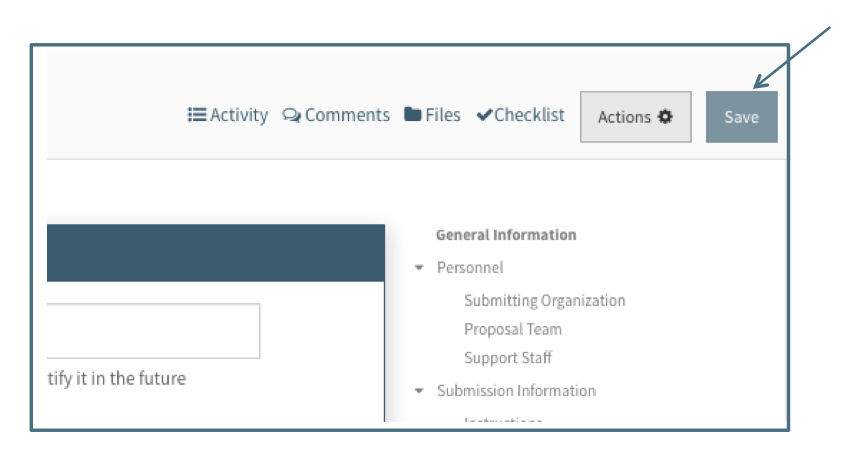 Activity Comments Files Checklist Actions Save
General Information
Personnel
Submitting Organization
Proposal Team
Support Staff
tify it in the future
Submission Information